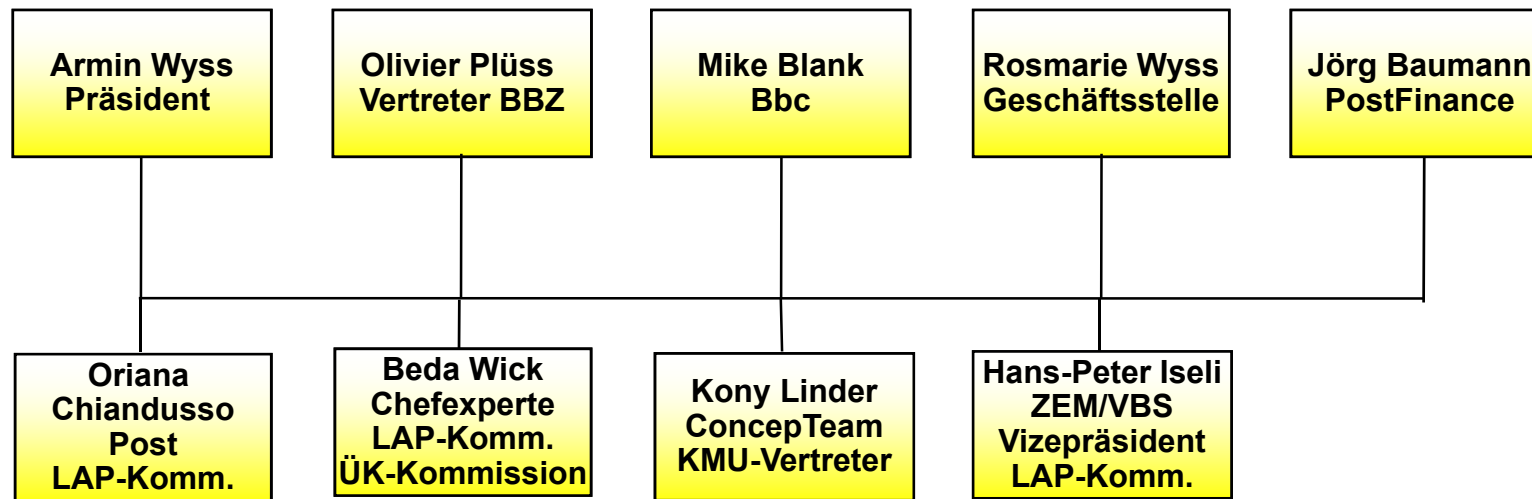 Armin Wyss
Präsident
Olivier Plüss
Vertreter BBZ
Mike Blank
Bbc
Rosmarie Wyss
Geschäftsstelle
Jörg Baumann
PostFinance
Oriana
Chiandusso
Post
LAP-Komm.
Beda Wick
Chefexperte
LAP-Komm.
ÜK-Kommission
Kony Linder
ConcepTeam
KMU-Vertreter
Hans-Peter Iseli
ZEM/VBS
Vizepräsident
LAP-Komm.